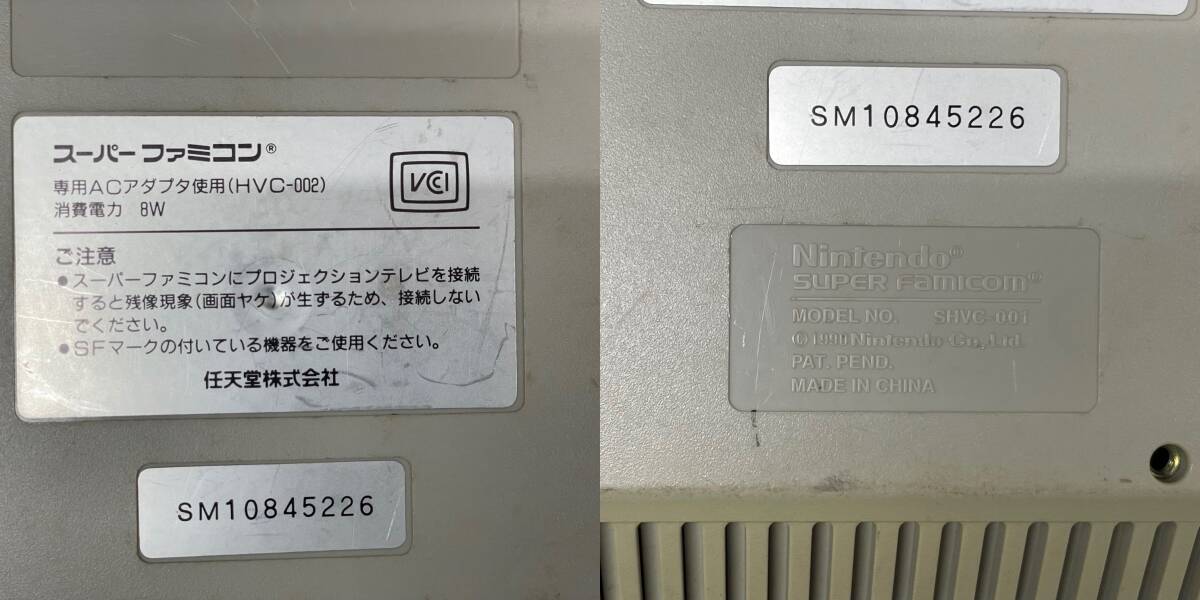 スーパーファミコン®
専用ACアダプタ使用(HVC-002)
消費電力 8W
VCCI
ご注意
●スーパーファミコンにプロジェクションテレビを接続
すると残像現象(画面ヤケ)が生ずるため、接続しない
でください。
●SFマークの付いている機器をご使用ください。
任天堂株式会社
SM10845226
SM10845226
Nintendo®
SUPER FAMICOM®
MODEL NO. SHVC-001
©1990 Nintendo Co., Ltd.
PAT. PEND.
MADE IN CHINA